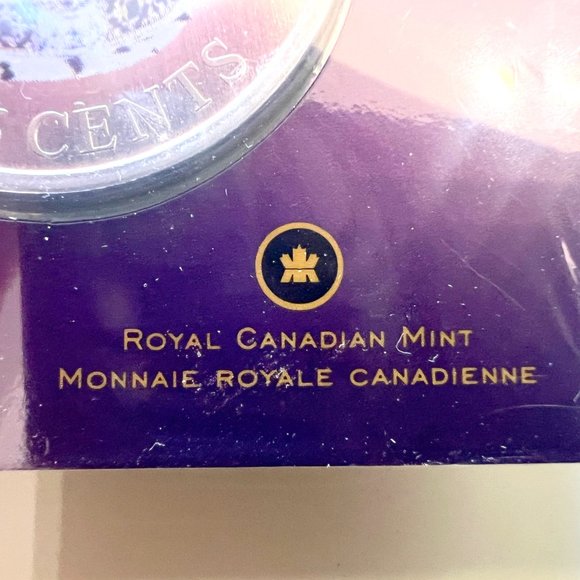 CENTS
ROYAL CANADIAN MINT
MONNAIE ROYALE CANADIENNE